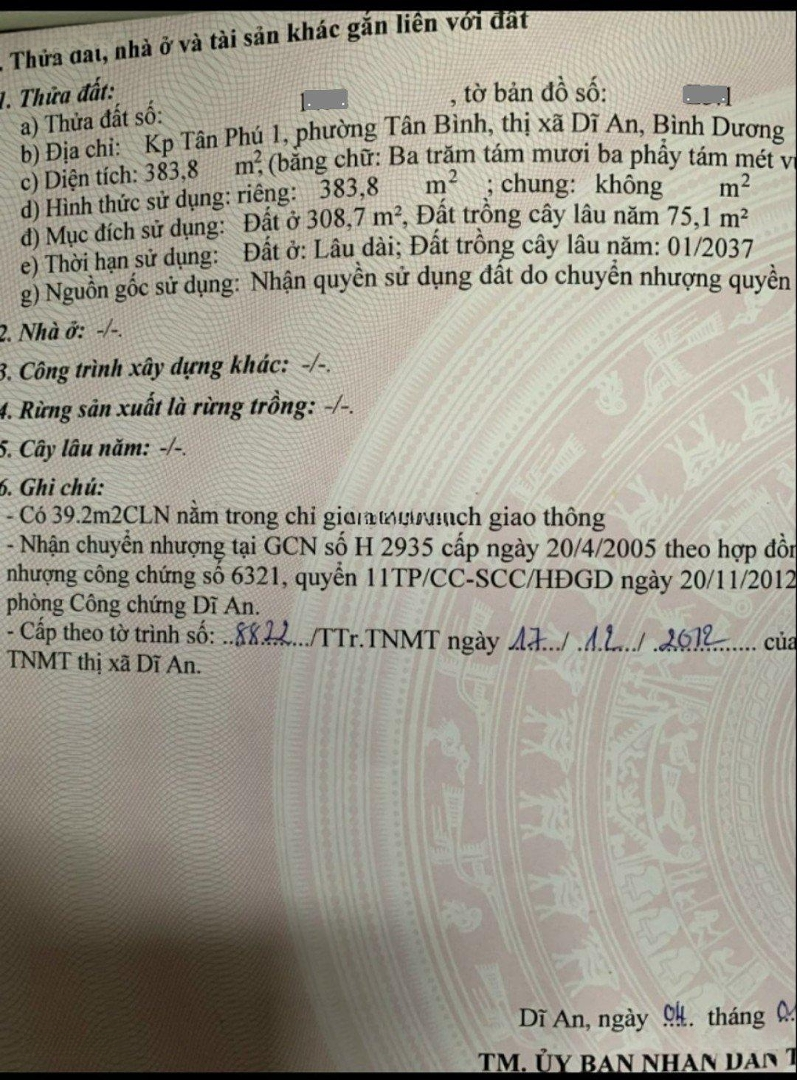 . Thửa đất, nhà ở và tài sản khác gắn liền với đất
1. Thửa đất:
a) Thửa đất số: , tờ bản đồ số:
b) Địa chỉ: Kp Tân Phú 1, phường Tân Bình, thị xã Dĩ An, Bình Dương
c) Diện tích: 383,8 m², (bằng chữ: Ba trăm tám mươi ba phẩy tám mét
d) Hình thức sử dụng: riêng: 383,8 m² ; chung: không m²
đ) Mục đích sử dụng: Đất ở 308,7 m², Đất trồng cây lâu năm 75,1 m²
e) Thời hạn sử dụng: Đất ở: Lâu dài; Đất trồng cây lâu năm: 01/2037
g) Nguồn gốc sử dụng: Nhận quyền sử dụng đất do chuyển nhượng quyền
2. Nhà ở: -/-.
3. Công trình xây dựng khác: -/-.
4. Rừng sản xuất là rừng trồng: -/-.
5. Cây lâu năm: -/-.
6. Ghi chú:
- Có 39.2m2CLN nằm trong chỉ giao thông
- Nhận chuyển nhượng tại GCN số H 2935 cấp ngày 20/4/2005 theo hợp
nhượng công chứng số 6321, quyển 11TP/CC-SCC/HĐGD ngày 20/11/2012
phòng Công chứng Dĩ An.
- Cấp theo tờ trình số: ..8822.../TTr.TNMT ngày .17.../ .12.../ .2012....... của
TNMT thị xã Dĩ An.
Dĩ An, ngày 04. tháng
TM. ỦY BAN NHÂN DÂN